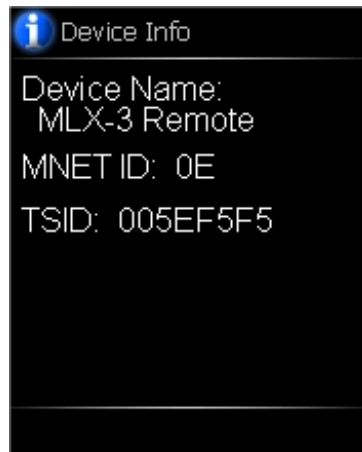 Device Info
Device Name:
MLX-3 Remote
MNET ID: 0E
TSID: 005EF5F5